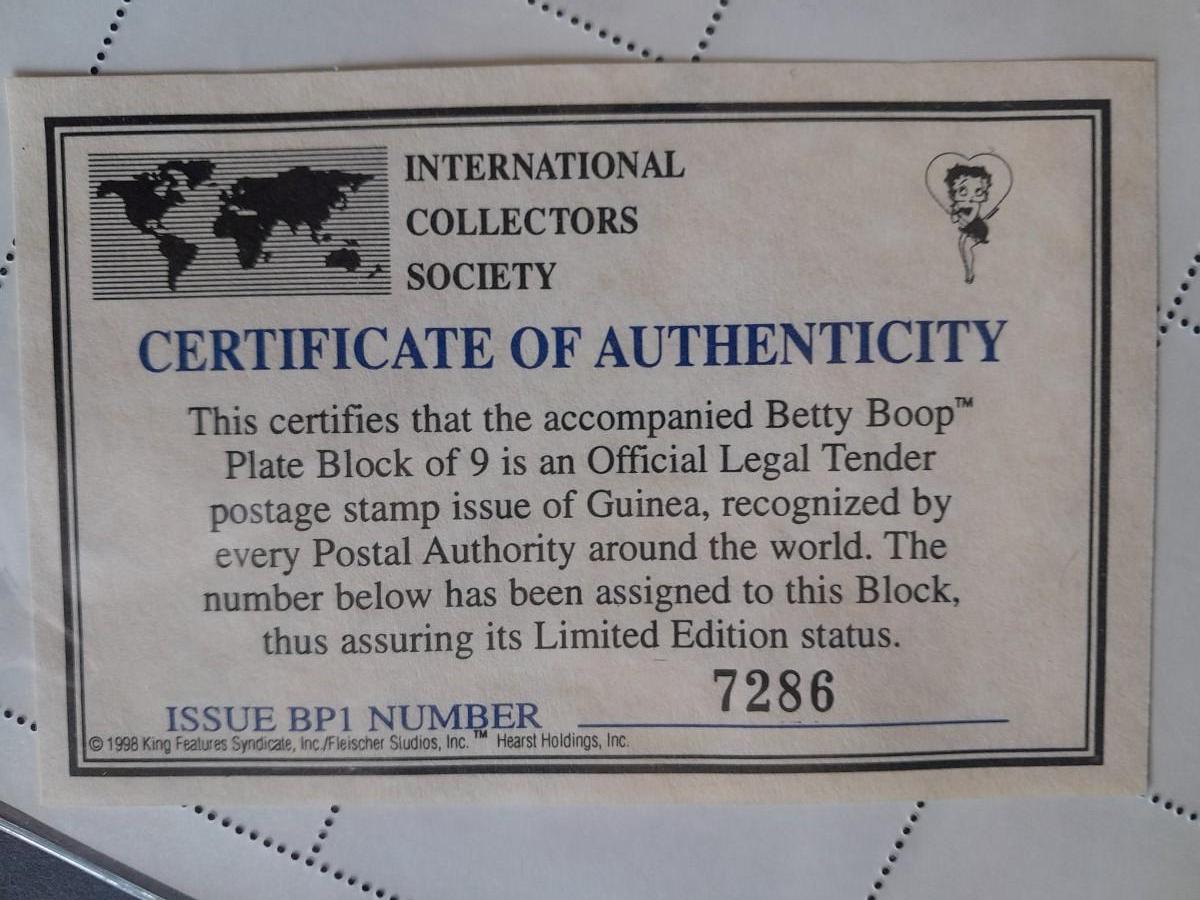 INTERNATIONAL
COLLECTORS
SOCIETY
CERTIFICATE OF AUTHENTICITY
This certifies that the accompanied Betty Boop™
Plate Block of 9 is an Official Legal Tender
postage stamp issue of Guinea, recognized by
every Postal Authority around the world. The
number below has been assigned to this Block,
thus assuring its Limited Edition status.
ISSUE BP1 NUMBER 7286
© 1998 King Features Syndicate, Inc./Fleischer Studios, Inc. ™ Hearst Holdings, Inc.